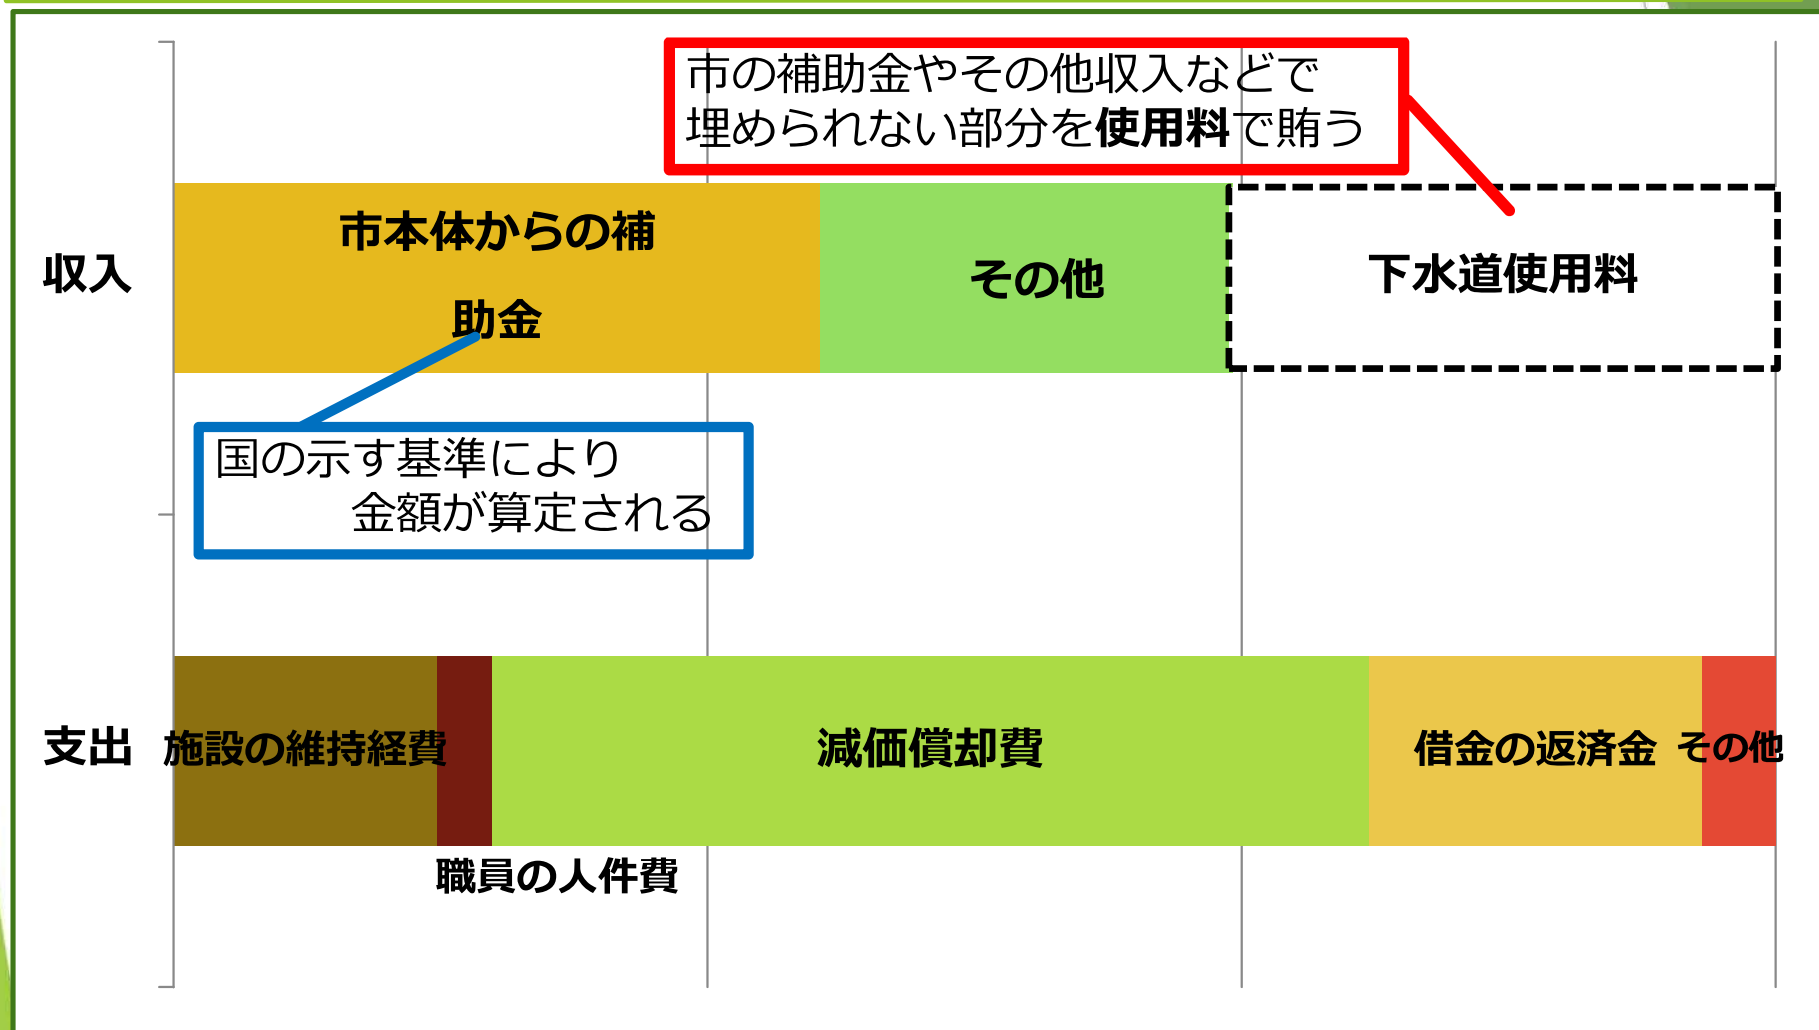 市の補助金やその他収入などで
埋められない部分を使用料で賄う
収入
市本体からの補
助金
その他
下水道使用料
国の示す基準により
金額が算定される
支出
施設の維持経費
減価償却費
借金の返済金
その他
職員の人件費